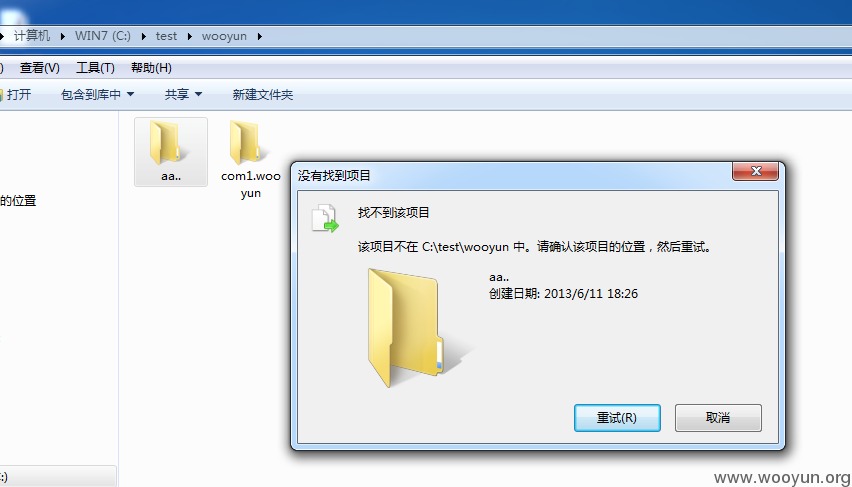 计算机 WIN7 (C:) test wooyun
) 查看(V) 工具(T) 帮助(H)
打开 包含到库中 共享 新建文件夹
aa..
com1.woo
yun
的位置
没有找到项目
找不到该项目
该项目不在 C:\test\wooyun 中。请确认该项目的位置，然后重试。
aa..
创建日期: 2013/6/11 18:26
重试(R) 取消
:)
www.wooyun.org